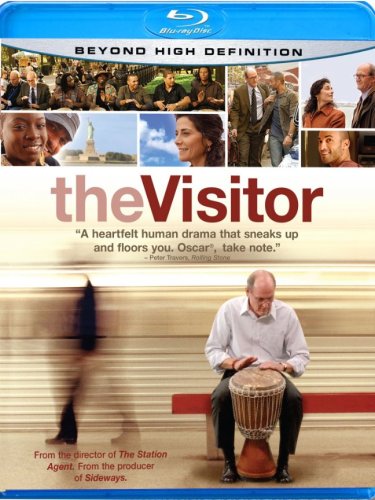 Blu-ray Disc
BEYOND HIGH DEFINITION
theVisitor
“A heartfelt human drama that sneaks up
and floors you. Oscar®, take note.”
– Peter Travers, Rolling Stone
From the director of The Station
Agent. From the producer
of Sideways.